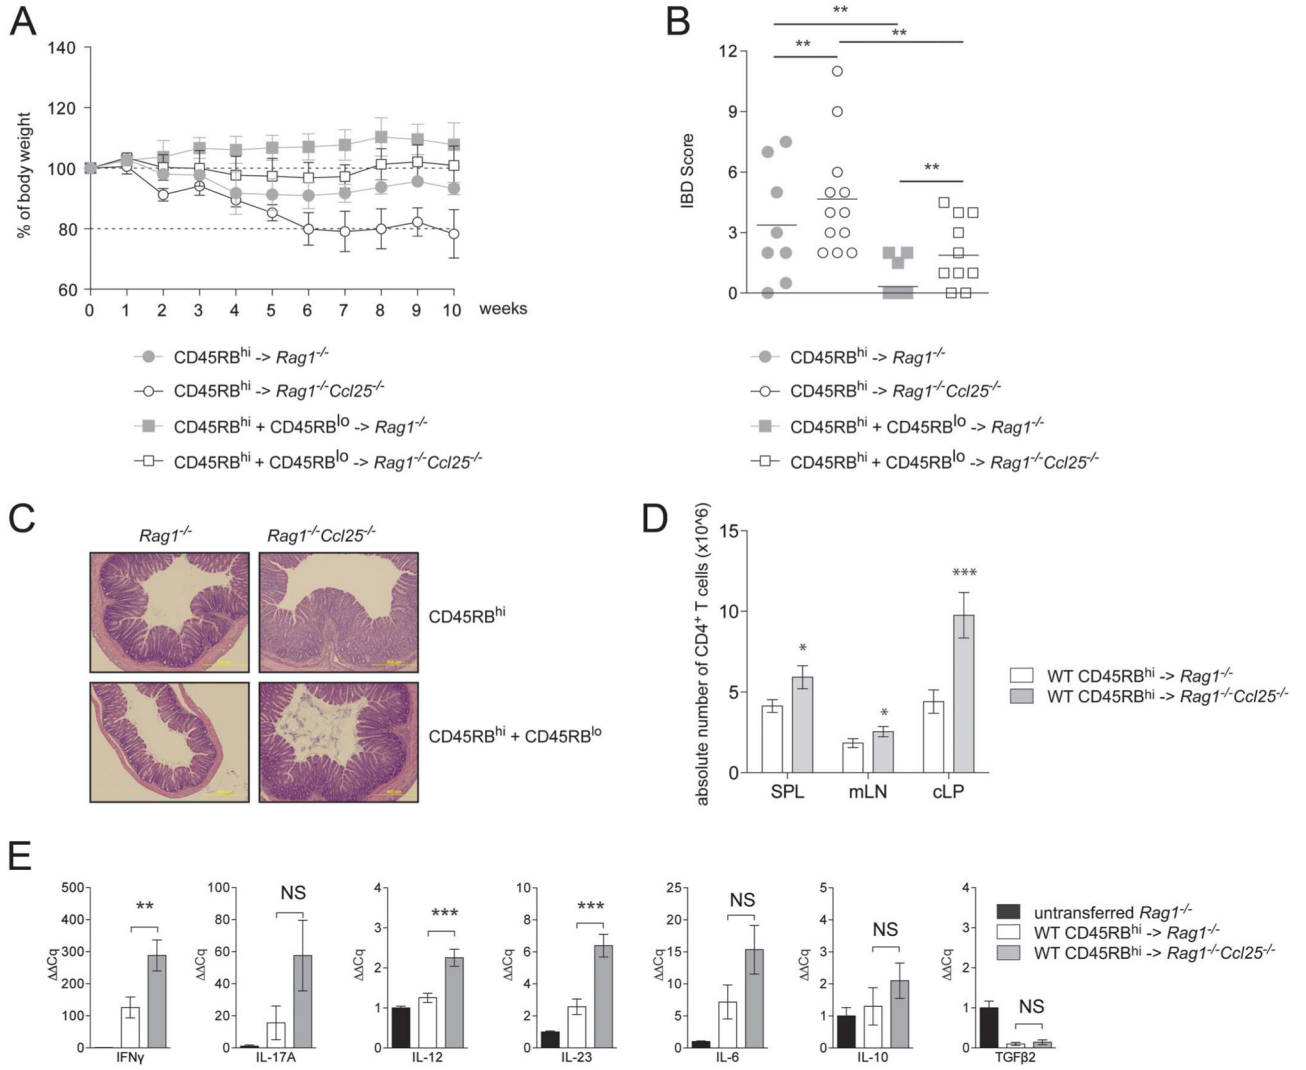 A
140
120
100
80
60
% of body weight
0 1 2 3 4 5 6 7 8 9 10 weeks
CD45RBhi -> Rag1-/-
CD45RBhi -> Rag1-/-Ccl25-/-
CD45RBhi + CD45RBlo -> Rag1-/-
CD45RBhi + CD45RBlo -> Rag1-/-Ccl25-/-
B
**
**
**
**
12
9
6
3
0
IBD Score
CD45RBhi -> Rag1-/-
CD45RBhi -> Rag1-/-Ccl25-/-
CD45RBhi + CD45RBlo -> Rag1-/-
CD45RBhi + CD45RBlo -> Rag1-/-Ccl25-/-
C
Rag1-/- Rag1-/-Ccl25-/-
CD45RBhi
CD45RBhi + CD45RBlo
D
absolute number of CD4+ T cells (x10^6)
15
10
5
0
*
*
***
SPL mLN cLP
WT CD45RBhi -> Rag1-/-
WT CD45RBhi -> Rag1-/-Ccl25-/-
E
500
400
300
200
100
0
ΔΔCq
**
IFNγ
100
80
60
40
20
0
ΔΔCq
NS
IL-17A
4
3
2
1
0
ΔΔCq
***
IL-12
10
8
6
4
2
0
ΔΔCq
***
IL-23
25
20
15
10
5
0
ΔΔCq
NS
IL-6
5
4
3
2
1
0
ΔΔCq
NS
IL-10
4
3
2
1
0
ΔΔCq
NS
TGFβ2
untransferred Rag1-/-
WT CD45RBhi -> Rag1-/-
WT CD45RBhi -> Rag1-/-Ccl25-/-